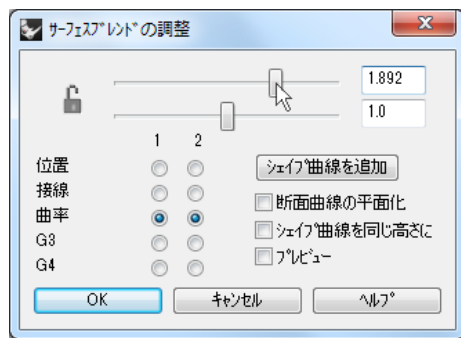 ｻｰﾌｪｽﾌﾞﾚﾝﾄﾞの調整
1.892
1.0
1 2
位置
接線
曲率
G3
G4
ｼｪｲﾌﾟ曲線を追加
断面曲線の平面化
ｼｪｲﾌﾟ曲線を同じ高さに
ﾌﾟﾚﾋﾞｭｰ
OK ｷｬﾝｾﾙ ﾍﾙﾌﾟ